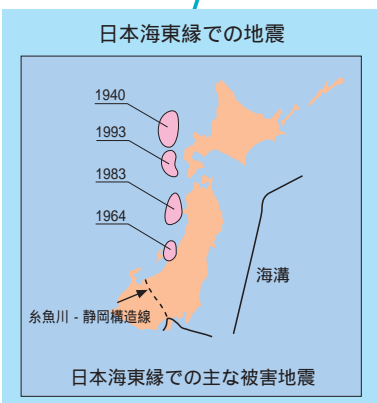 日本海東縁での地震
1940
1993
1983
1964
海溝
糸魚川 - 静岡構造線
日本海東縁での主な被害地震